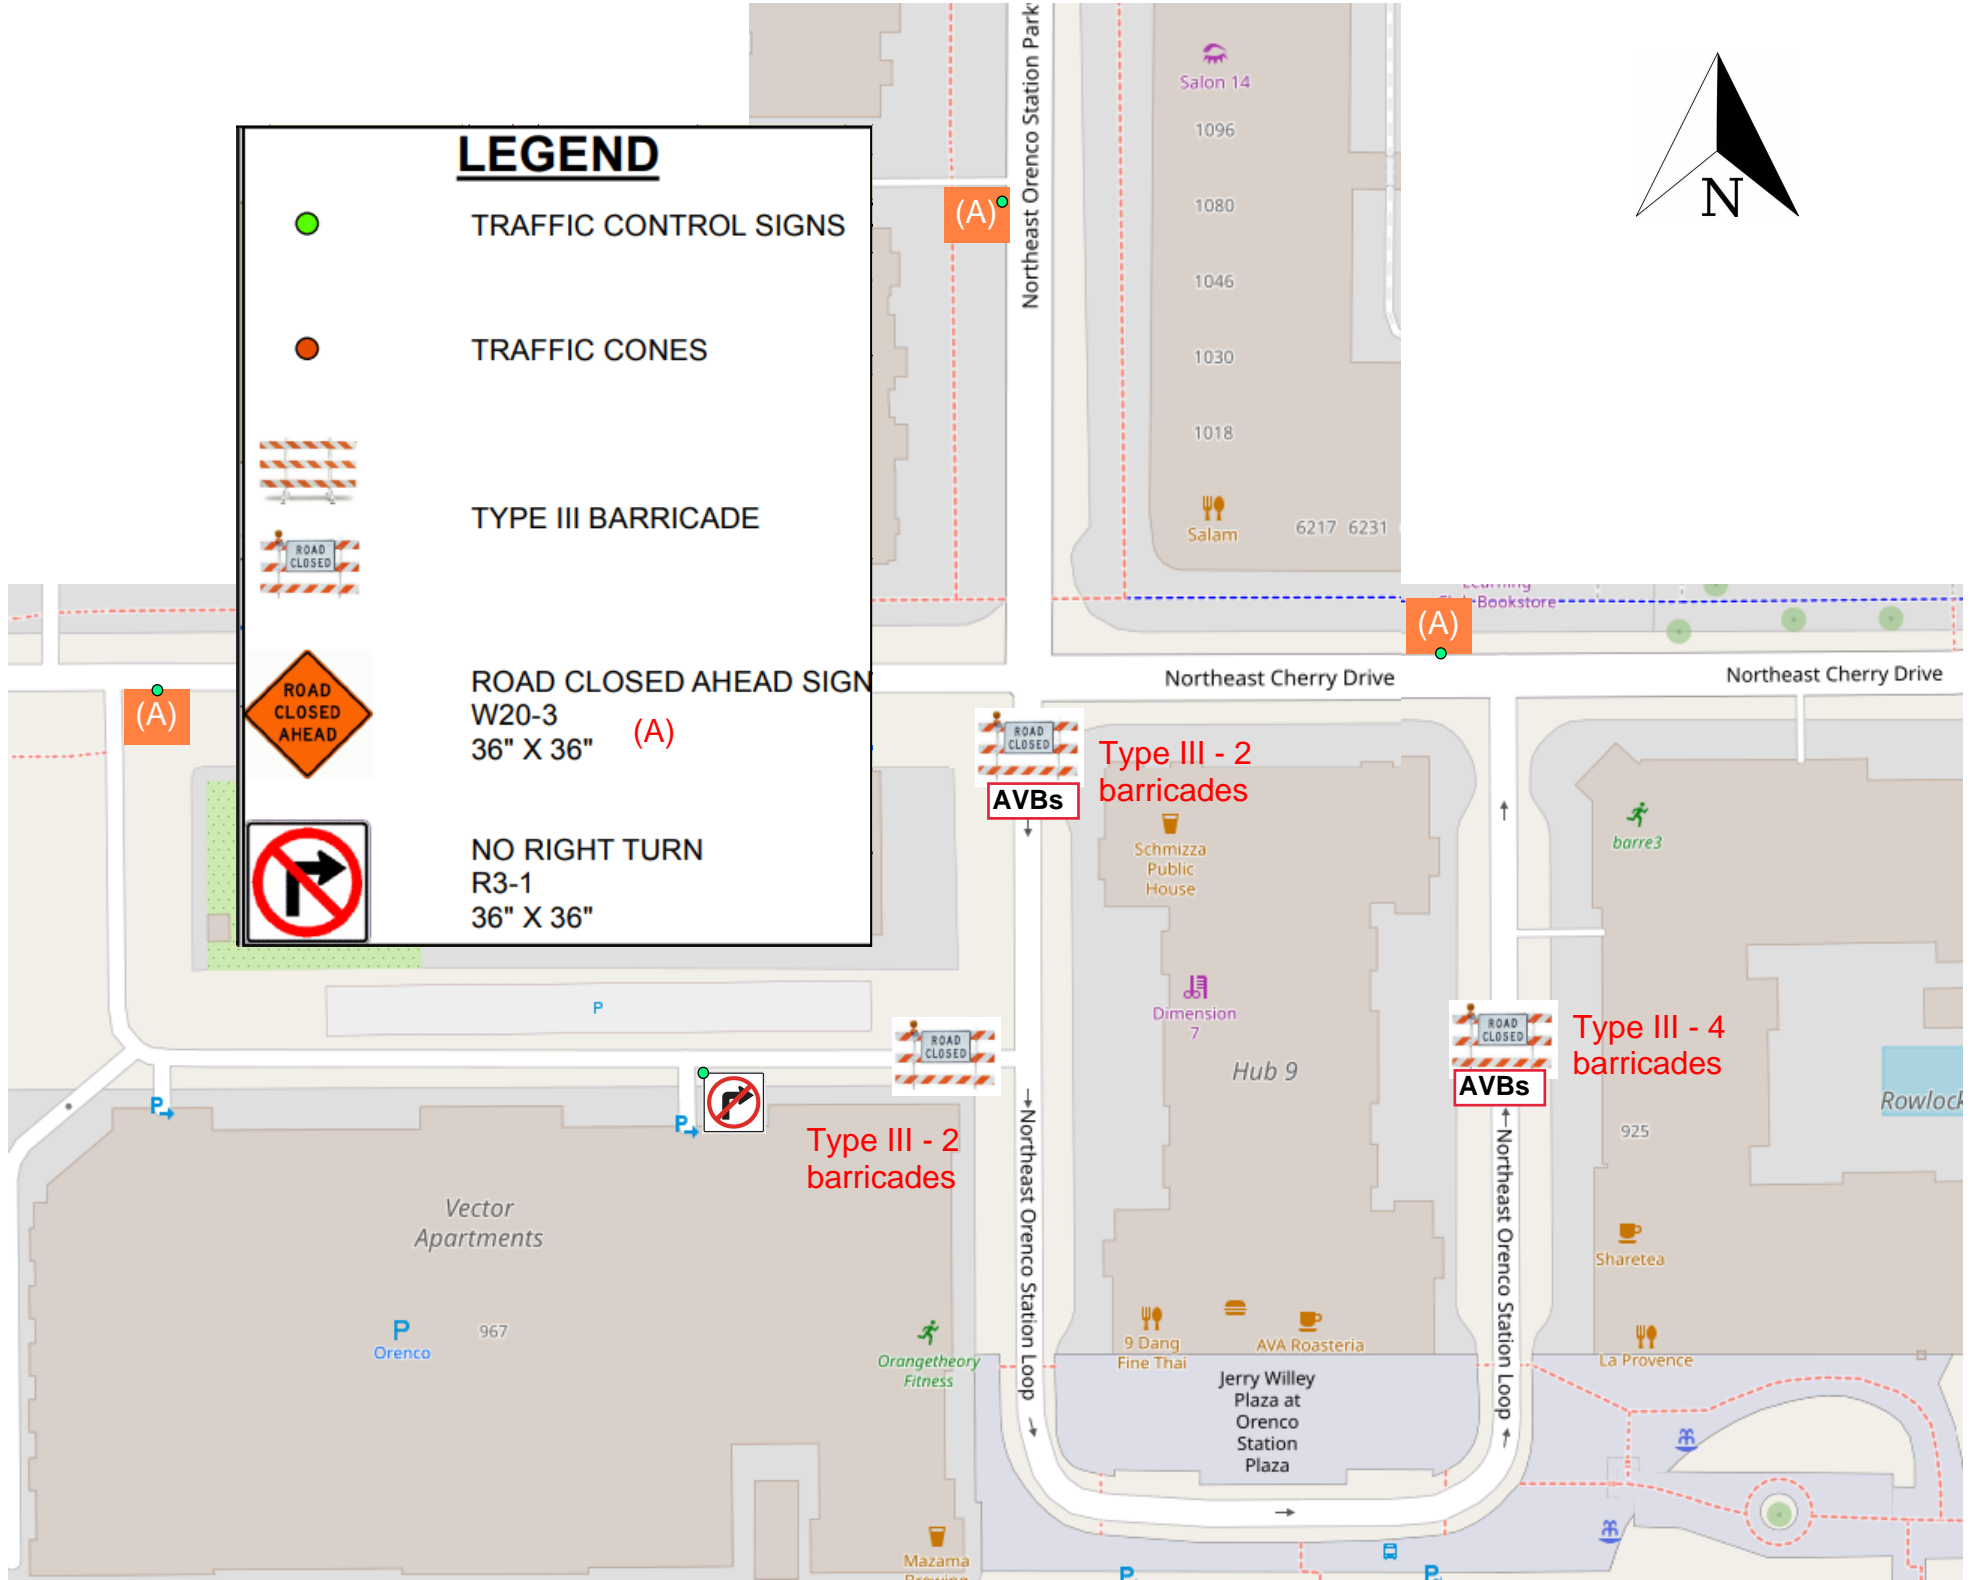 LEGEND
TRAFFIC CONTROL SIGNS
TRAFFIC CONES
TYPE III BARRICADE
ROAD
CLOSED
ROAD
CLOSED
AHEAD
ROAD CLOSED AHEAD SIGN
W20-3
36" X 36"
(A)
NO RIGHT TURN
R3-1
36" X 36"
Northeast Orenco Station Park
(A)
Salon 14
1096
1080
1046
1030
1018
Salam
6217 6231
N
Bookstore
(A)
(A)
Northeast Cherry Drive
Northeast Cherry Drive
ROAD
CLOSED
AVBs
Type III - 2
barricades
Schmizza
Public
House
barre3
P
Dimension
7
Hub 9
ROAD
CLOSED
ROAD
CLOSED
AVBs
Type III - 4
barricades
P
P
Type III - 2
barricades
Rowlock
925
Vector
Apartments
Northeast Orenco Station Loop
Northeast Orenco Station Loop
P
Orenco
967
Sharetea
Orangetheory
Fitness
9 Dang
Fine Thai
AVA Roasteria
La Provence
Jerry Willey
Plaza at
Orenco
Station
Plaza
Mazama
P
P